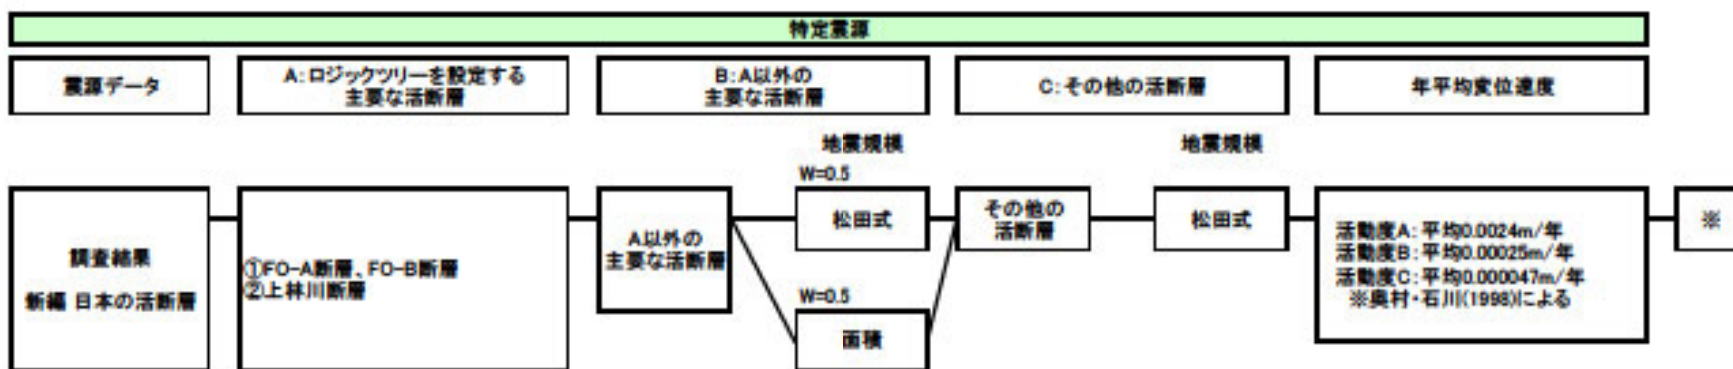 特定震源
震源データ
A:ロジックツリーを設定する
主要な活断層
B:A以外の
主要な活断層
C:その他の活断層
年平均変位速度
地震規模
地震規模
調査結果
新編 日本の活断層
①FO-A断層、FO-B断層
②上林川断層
A以外の
主要な活断層
W=0.5
松田式
W=0.5
面積
その他の
活断層
松田式
活動度A:平均0.0024m/年
活動度B:平均0.00025m/年
活動度C:平均0.000047m/年
※奥村・石川(1998)による
※